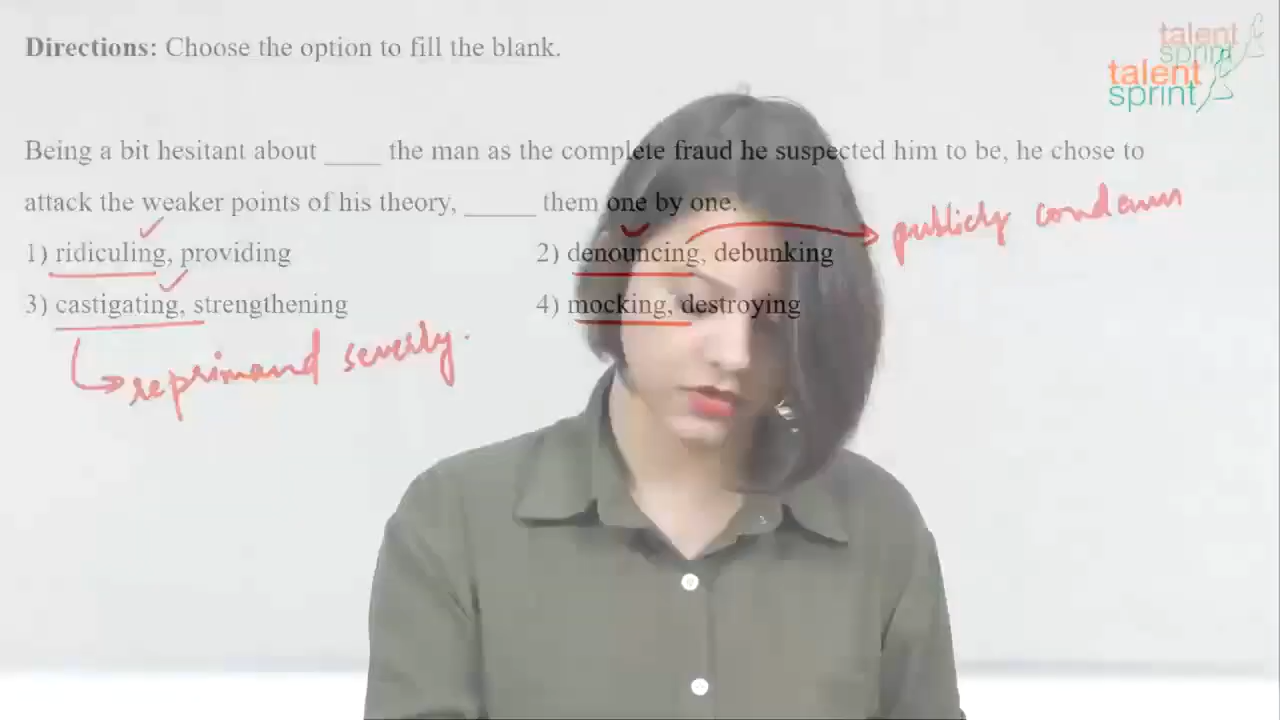 Directions: Choose the option to fill the blank.
talent
sprint
talent
sprint
Being a bit hesitant about ____ the man as the complete fraud he suspected him to be, he chose to
attack the weaker points of his theory, _____ them one by one.
publicly condemn
1) ridiculing, providing
2) denouncing, debunking
3) castigating, strengthening
4) mocking, destroying
reprimand severly.